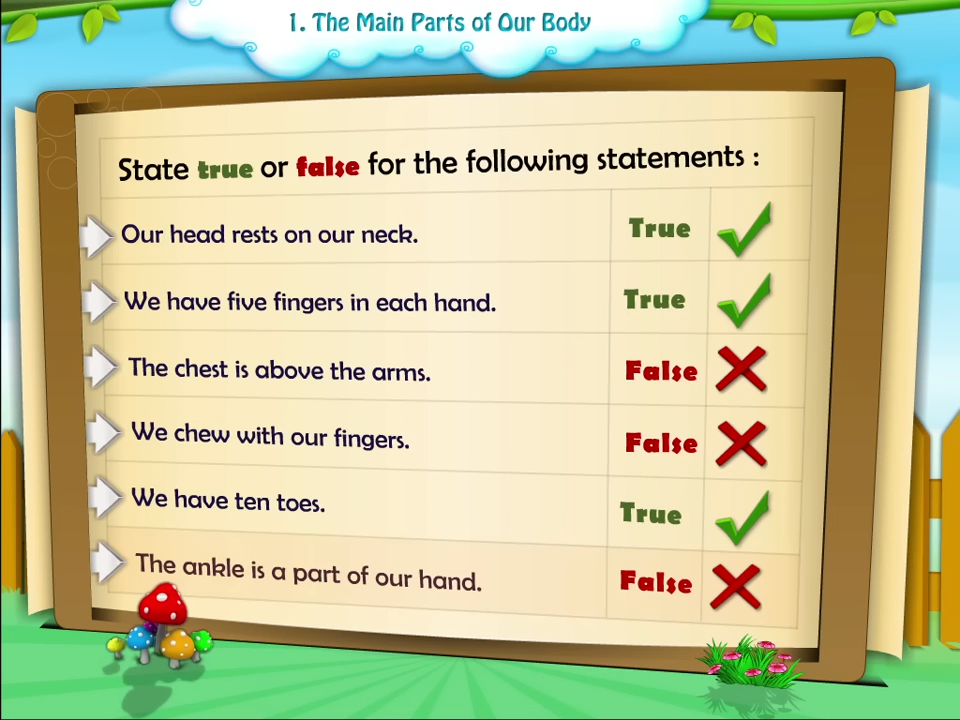 1. The Main Parts of Our Body
State true or false for the following statements :
Our head rests on our neck. True
We have five fingers in each hand. True
The chest is above the arms. False
We chew with our fingers. False
We have ten toes. True
The ankle is a part of our hand. False